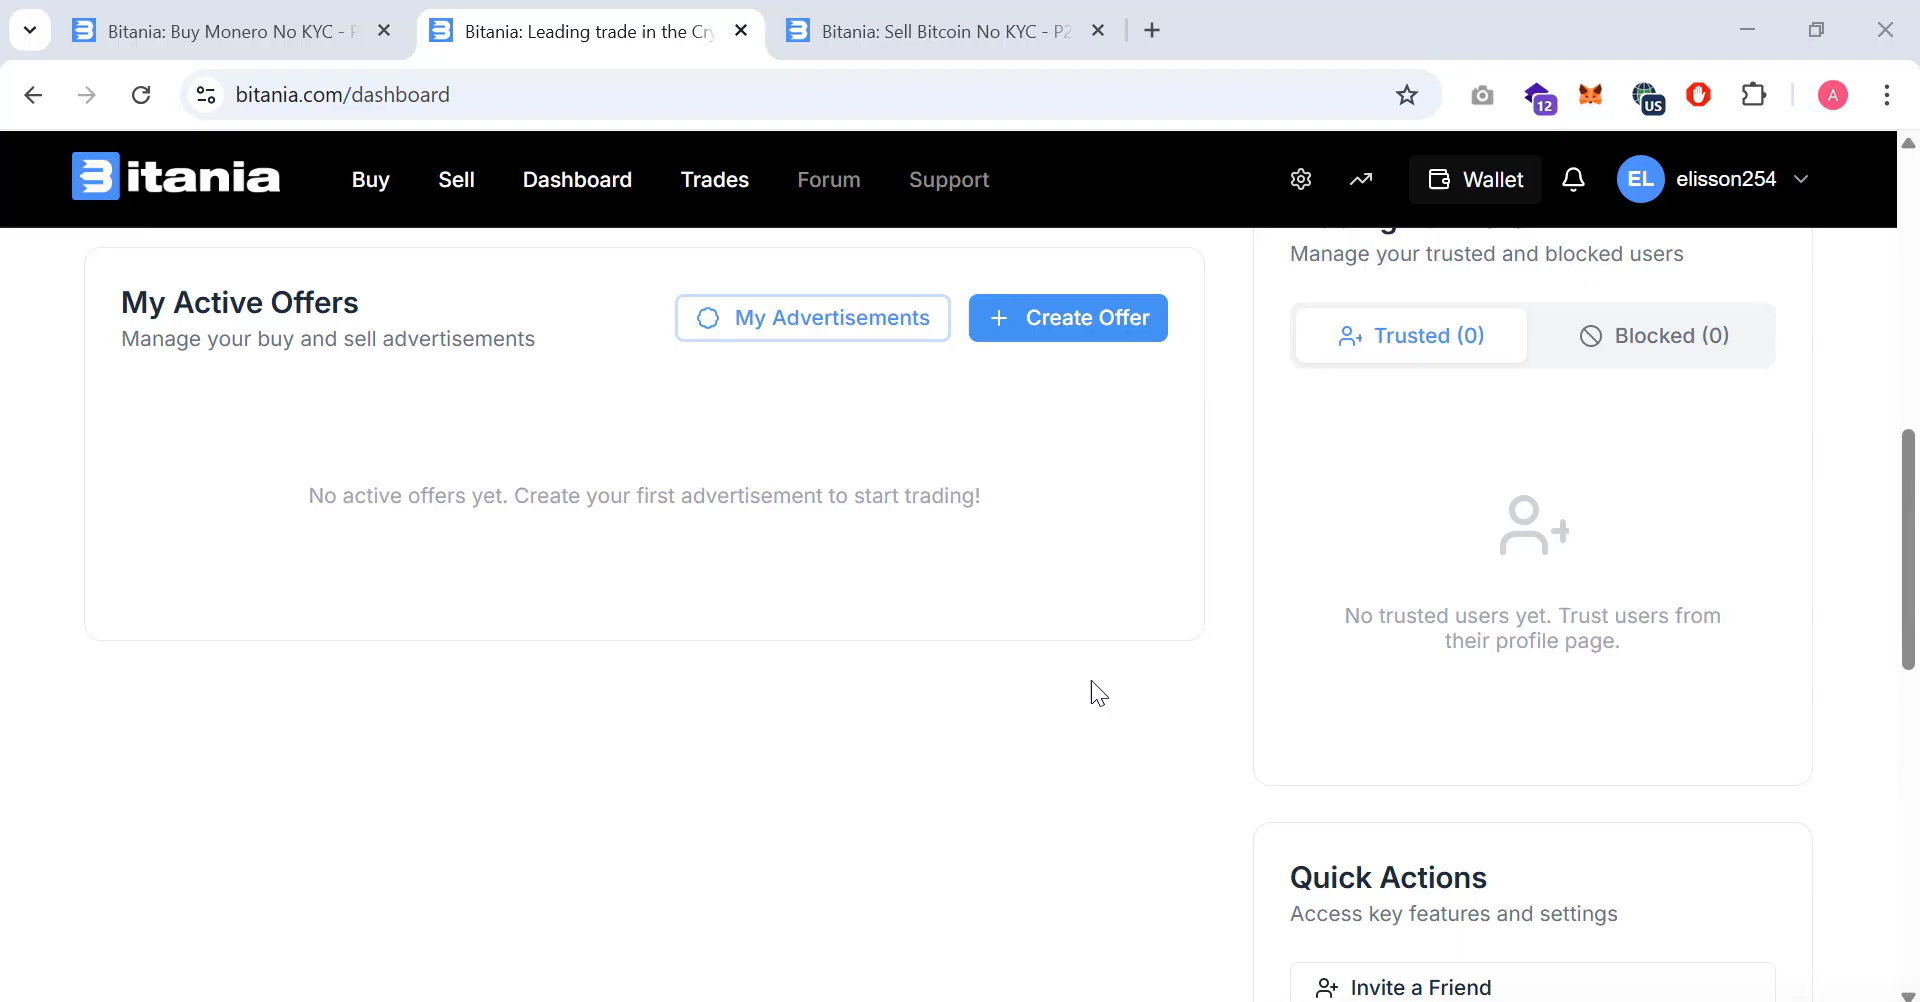 Bitania: Buy Monero No KYC - P
Bitania: Leading trade in the Cry
Bitania: Sell Bitcoin No KYC - P2
bitania.com/dashboard
12
US
A
Bitania
Buy
Sell
Dashboard
Trades
Forum
Support
Wallet
EL
elisson254
My Active Offers
Manage your buy and sell advertisements
My Advertisements
Create Offer
No active offers yet. Create your first advertisement to start trading!
Manage your trusted and blocked users
Trusted (0)
Blocked (0)
No trusted users yet. Trust users from
their profile page.
Quick Actions
Access key features and settings
Invite a Friend